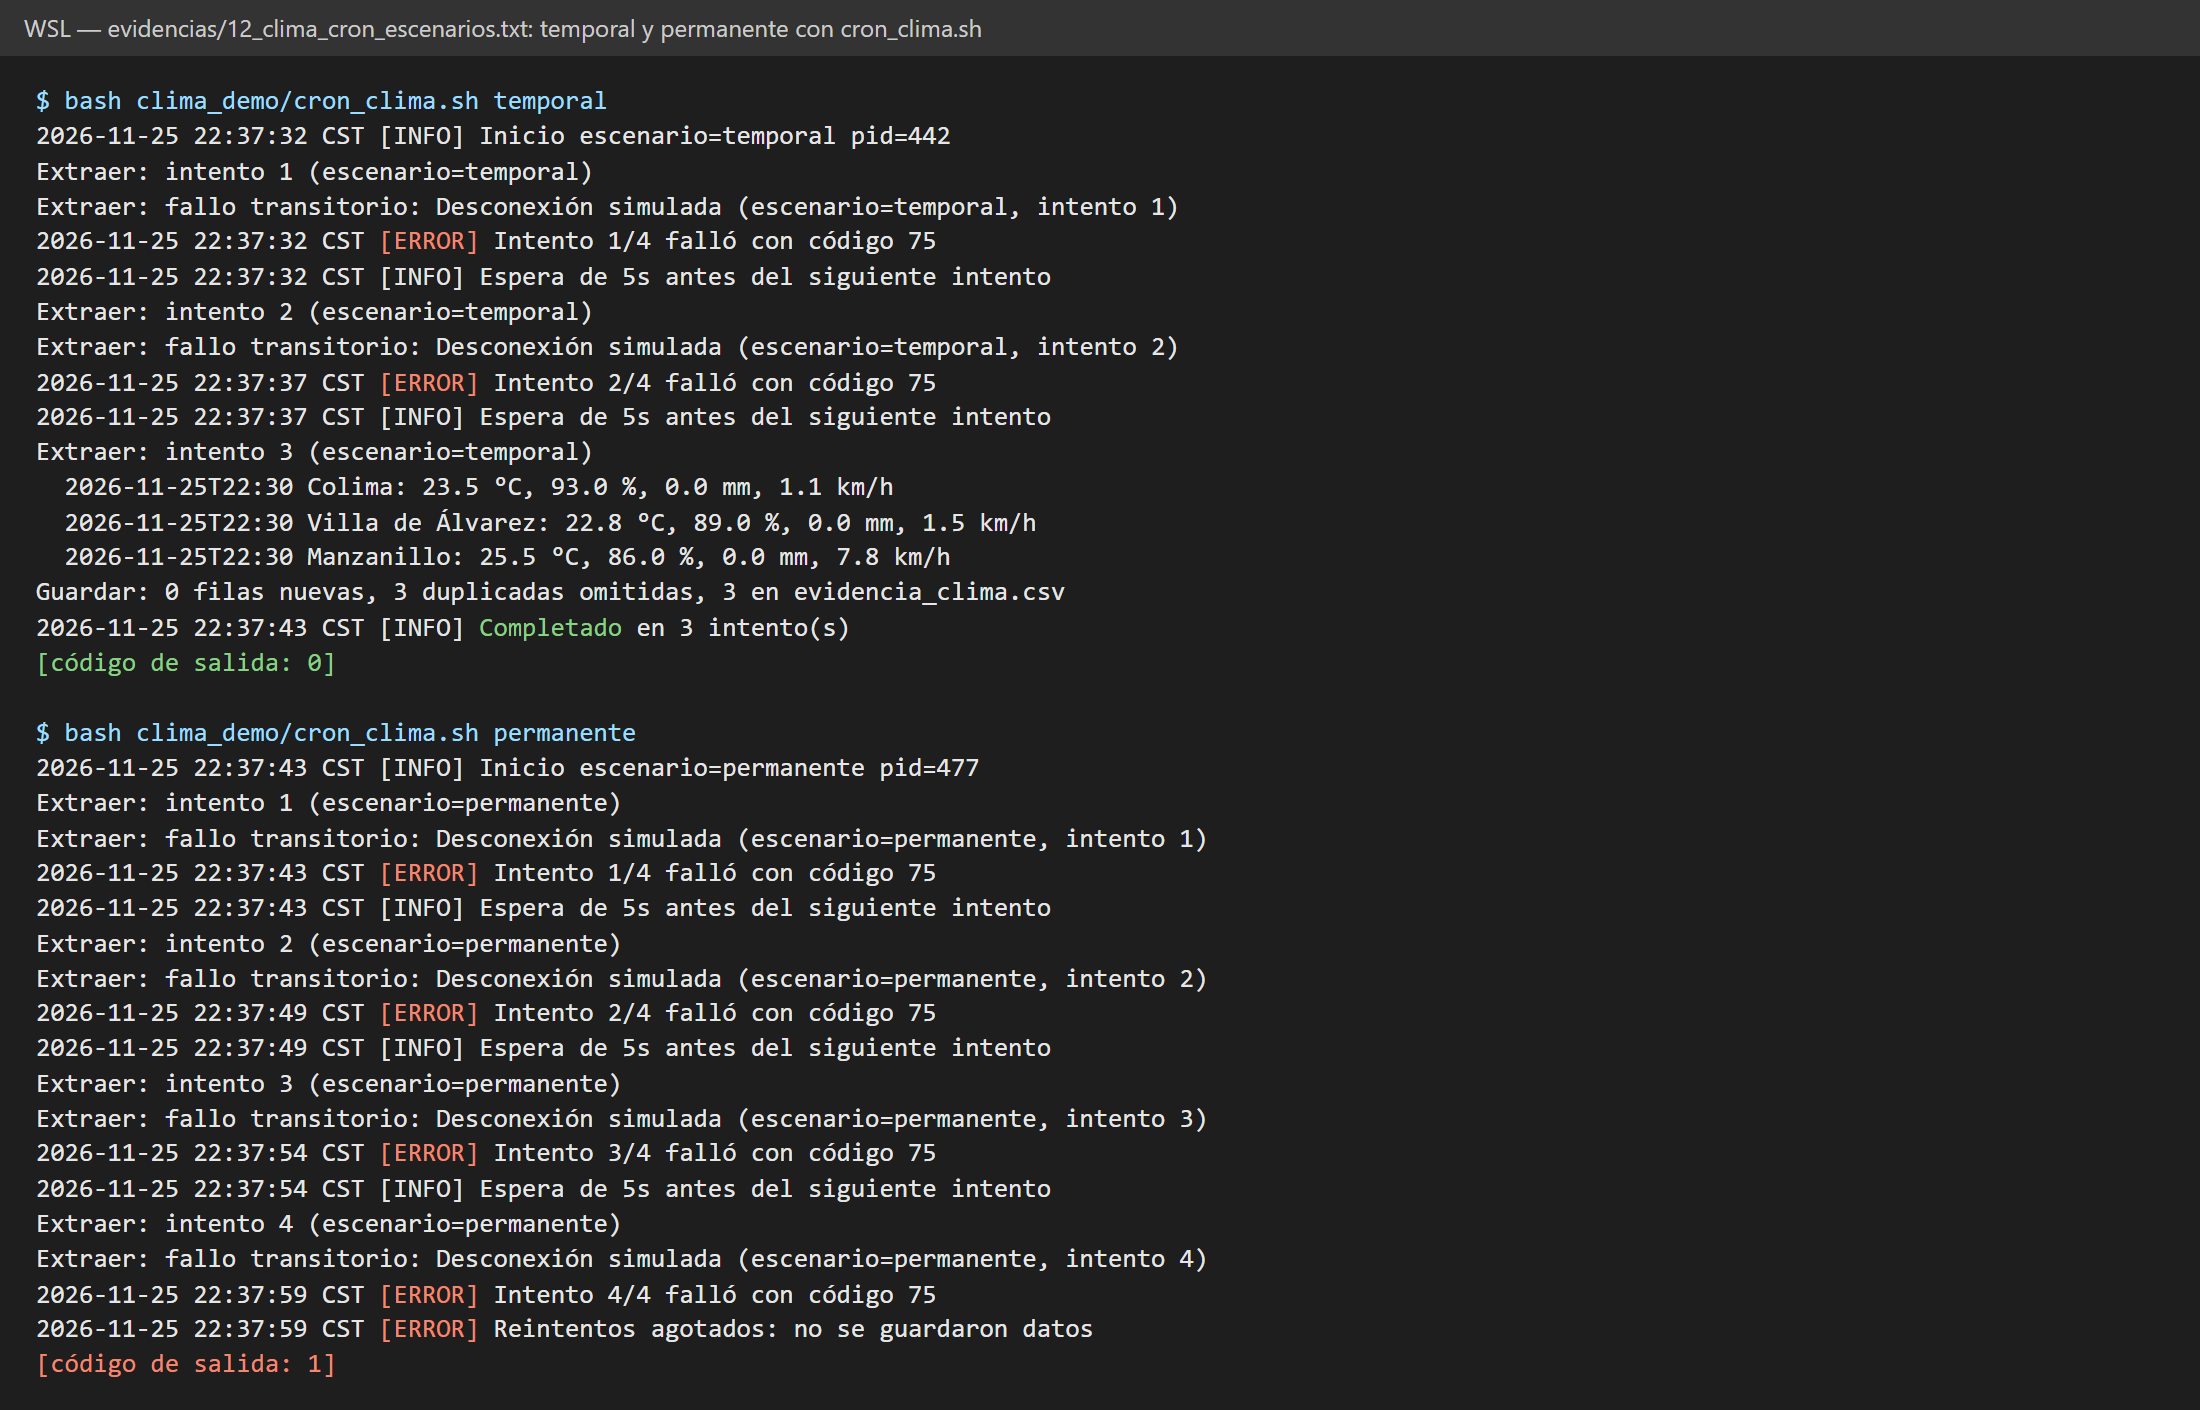 WSL — evidencias/12_clima_cron_escenarios.txt: temporal y permanente con cron_clima.sh
$ bash clima_demo/cron_clima.sh temporal
2026-11-25 22:37:32 CST [INFO] Inicio escenario=temporal pid=442
Extraer: intento 1 (escenario=temporal)
Extraer: fallo transitorio: Desconexión simulada (escenario=temporal, intento 1)
2026-11-25 22:37:32 CST [ERROR] Intento 1/4 falló con código 75
2026-11-25 22:37:32 CST [INFO] Espera de 5s antes del siguiente intento
Extraer: intento 2 (escenario=temporal)
Extraer: fallo transitorio: Desconexión simulada (escenario=temporal, intento 2)
2026-11-25 22:37:37 CST [ERROR] Intento 2/4 falló con código 75
2026-11-25 22:37:37 CST [INFO] Espera de 5s antes del siguiente intento
Extraer: intento 3 (escenario=temporal)
  2026-11-25T22:30 Colima: 23.5 °C, 93.0 %, 0.0 mm, 1.1 km/h
  2026-11-25T22:30 Villa de Álvarez: 22.8 °C, 89.0 %, 0.0 mm, 1.5 km/h
  2026-11-25T22:30 Manzanillo: 25.5 °C, 86.0 %, 0.0 mm, 7.8 km/h
Guardar: 0 filas nuevas, 3 duplicadas omitidas, 3 en evidencia_clima.csv
2026-11-25 22:37:43 CST [INFO] Completado en 3 intento(s)
[código de salida: 0]
$ bash clima_demo/cron_clima.sh permanente
2026-11-25 22:37:43 CST [INFO] Inicio escenario=permanente pid=477
Extraer: intento 1 (escenario=permanente)
Extraer: fallo transitorio: Desconexión simulada (escenario=permanente, intento 1)
2026-11-25 22:37:43 CST [ERROR] Intento 1/4 falló con código 75
2026-11-25 22:37:43 CST [INFO] Espera de 5s antes del siguiente intento
Extraer: intento 2 (escenario=permanente)
Extraer: fallo transitorio: Desconexión simulada (escenario=permanente, intento 2)
2026-11-25 22:37:49 CST [ERROR] Intento 2/4 falló con código 75
2026-11-25 22:37:49 CST [INFO] Espera de 5s antes del siguiente intento
Extraer: intento 3 (escenario=permanente)
Extraer: fallo transitorio: Desconexión simulada (escenario=permanente, intento 3)
2026-11-25 22:37:54 CST [ERROR] Intento 3/4 falló con código 75
2026-11-25 22:37:54 CST [INFO] Espera de 5s antes del siguiente intento
Extraer: intento 4 (escenario=permanente)
Extraer: fallo transitorio: Desconexión simulada (escenario=permanente, intento 4)
2026-11-25 22:37:59 CST [ERROR] Intento 4/4 falló con código 75
2026-11-25 22:37:59 CST [ERROR] Reintentos agotados: no se guardaron datos
[código de salida: 1]